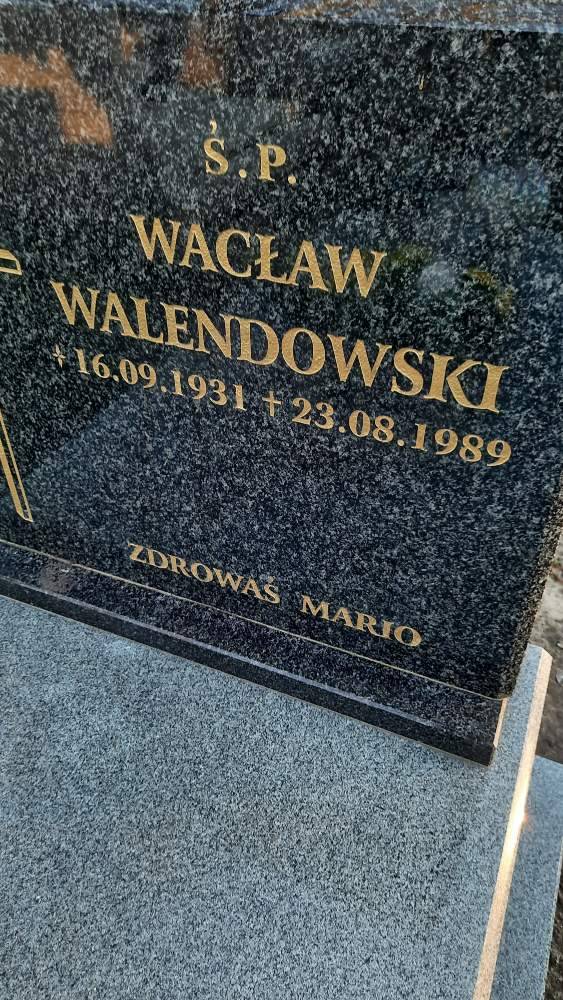 Ś.P.
WACŁAW
WALENDOWSKI
✝ 16.09.1931 ✝ 23.08.1989
ZDROWAŚ MARIO